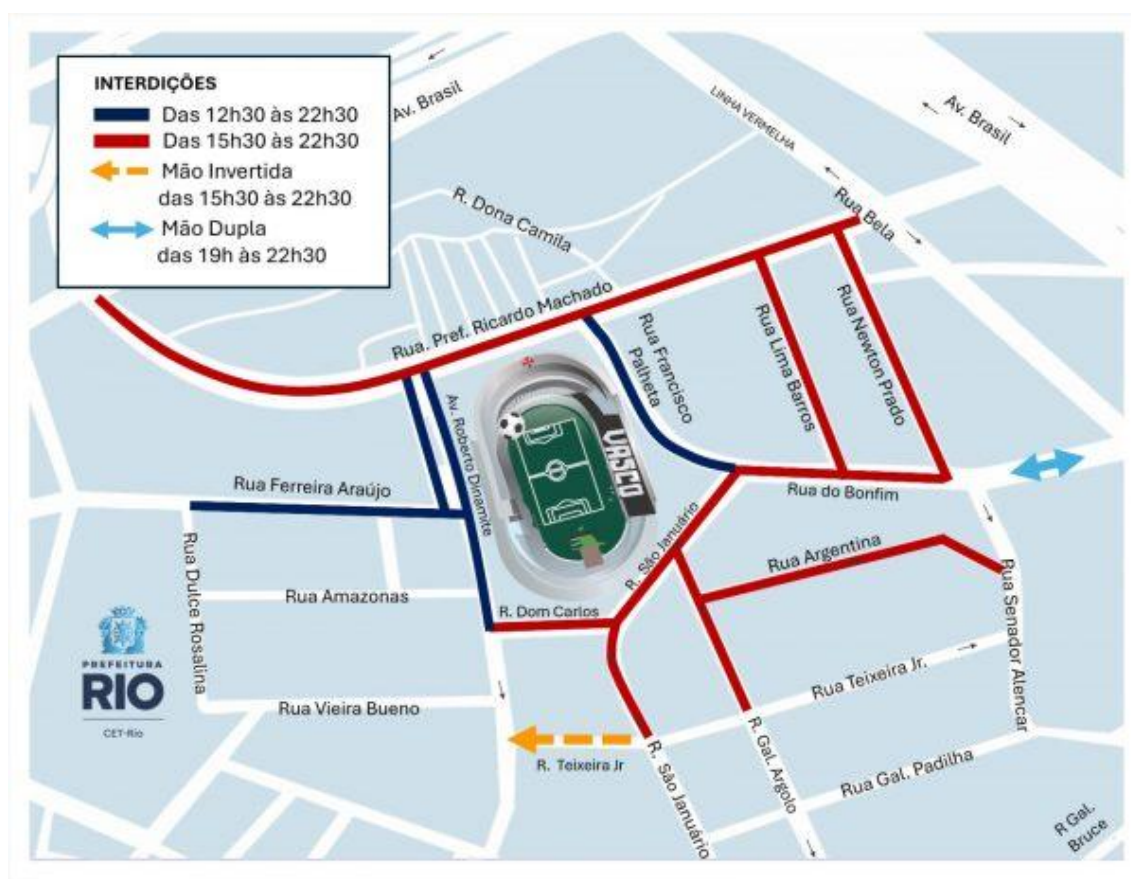 INTERDIÇÕES
Das 12h30 às 22h30
Das 15h30 às 22h30
Mão Invertida
das 15h30 às 22h30
Mão Dupla
das 19h às 22h30
Av. Brasil
LINHA VERMELHA
Av. Brasil
Rua Bela
R. Dona Camila
Rua. Pref. Ricardo Machado
Rua Francisco
Palheta
Rua Lima Barros
Rua Newton Prado
Av. Roberto Dinamite
VASCO
Rua Ferreira Araújo
Rua do Bonfim
R. São Januário
Rua Argentina
Rua Dulce Rosalina
Rua Amazonas
R. Dom Carlos
Rua Senador Alencar
PREFEITURA
RIO
CET-Rio
Rua Vieira Bueno
Rua Teixeira Jr.
R. Teixeira Jr
R. São Januário
R. Gal. Argolo
Rua Gal. Padilha
R Gal.
Bruce